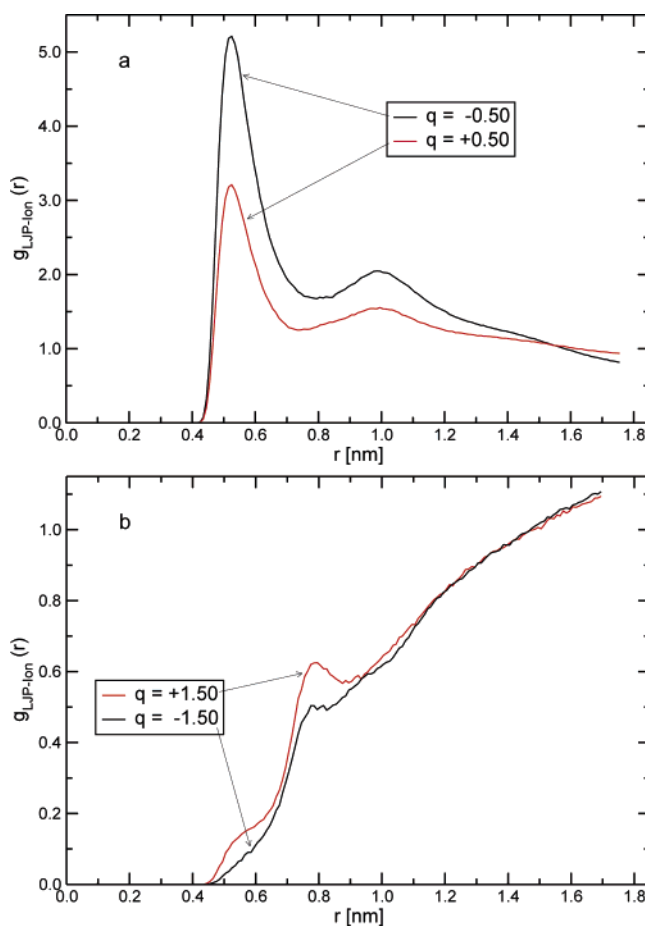 a
5.0
4.0
3.0
2.0
1.0
0.0
g_LJP-Ion (r)
q = -0.50
q = +0.50
0.0 0.2 0.4 0.6 0.8 1.0 1.2 1.4 1.6 1.8
r [nm]
b
1.0
0.8
0.6
0.4
0.2
0.0
g_LJP-Ion (r)
q = +1.50
q = -1.50
0.0 0.2 0.4 0.6 0.8 1.0 1.2 1.4 1.6 1.8
r [nm]